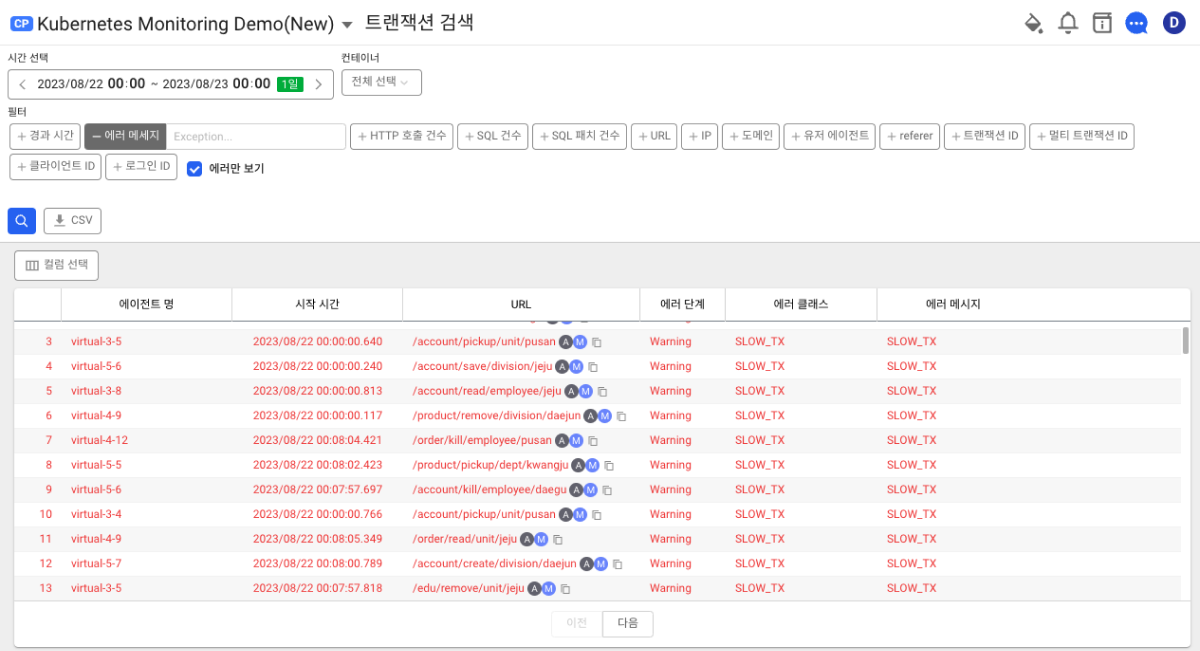 CP Kubernetes Monitoring Demo(New) 트랜잭션 검색 D
시간 선택 컨테이너
2023/08/22 00:00 ~ 2023/08/23 00:00 1일 전체 선택
필터
+ 경과 시간 − 에러 메세지 Exception... + HTTP 호출 건수 + SQL 건수 + SQL 패치 건수 + URL + IP + 도메인 + 유저 에이전트 + referer + 트랜잭션 ID + 멀티 트랜잭션 ID
+ 클라이언트 ID + 로그인 ID 에러만 보기
CSV
컬럼 선택
에이전트 명 시작 시간 URL 에러 단계 에러 클래스 에러 메시지
3 virtual-3-5 2023/08/22 00:00:00.640 /account/pickup/unit/pusan A M Warning SLOW_TX SLOW_TX
4 virtual-5-6 2023/08/22 00:00:00.240 /account/save/division/jeju A M Warning SLOW_TX SLOW_TX
5 virtual-3-8 2023/08/22 00:00:00.813 /account/read/employee/jeju A M Warning SLOW_TX SLOW_TX
6 virtual-4-9 2023/08/22 00:00:00.117 /product/remove/division/daejun A M Warning SLOW_TX SLOW_TX
7 virtual-4-12 2023/08/22 00:08:04.421 /order/kill/employee/pusan A M Warning SLOW_TX SLOW_TX
8 virtual-5-5 2023/08/22 00:08:02.423 /product/pickup/dept/kwangju A M Warning SLOW_TX SLOW_TX
9 virtual-5-6 2023/08/22 00:07:57.697 /account/kill/employee/daegu A M Warning SLOW_TX SLOW_TX
10 virtual-3-4 2023/08/22 00:00:00.766 /account/pickup/unit/pusan A M Warning SLOW_TX SLOW_TX
11 virtual-4-9 2023/08/22 00:08:05.349 /order/read/unit/jeju A M Warning SLOW_TX SLOW_TX
12 virtual-5-7 2023/08/22 00:08:00.789 /account/create/division/daejun A M Warning SLOW_TX SLOW_TX
13 virtual-3-5 2023/08/22 00:07:57.818 /edu/remove/unit/jeju A M Warning SLOW_TX SLOW_TX
이전 다음